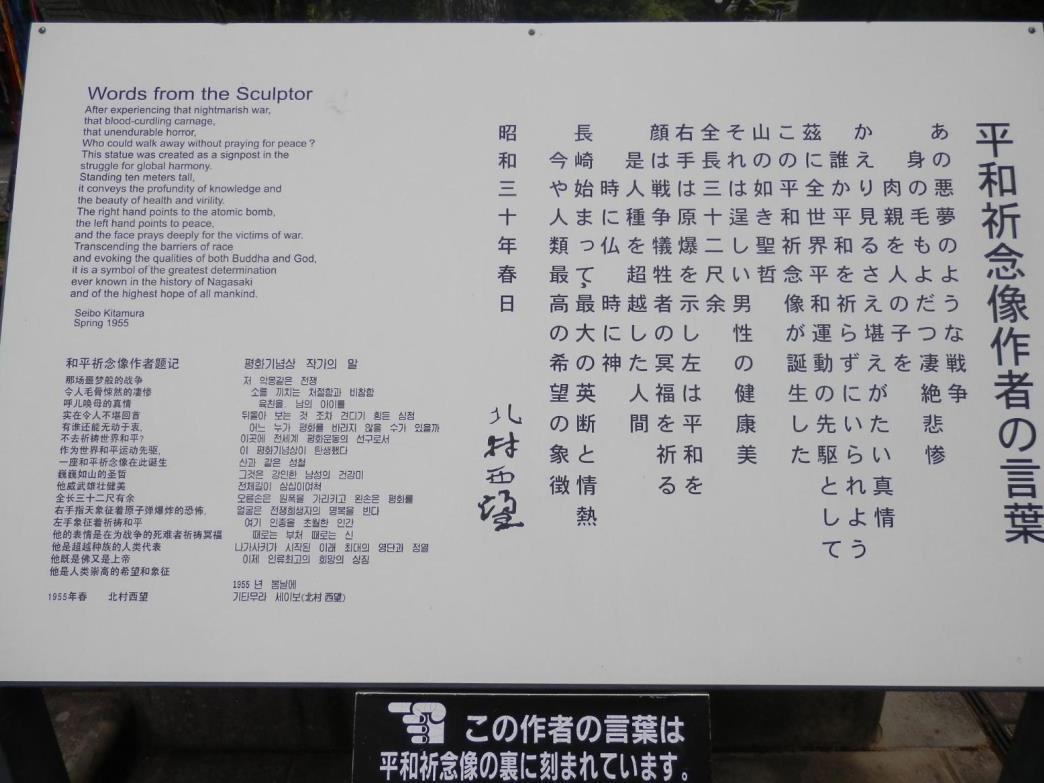 Words from the Sculptor
After experiencing that nightmarish war,
that blood-curdling carnage,
that unendurable horror,
Who could walk away without praying for peace?
This statue was created as a signpost in the
struggle for global harmony.
Standing ten meters tall,
it conveys the profundity of knowledge and
the beauty of health and virility.
The right hand points to the atomic bomb,
the left hand points to peace,
and the face prays deeply for the victims of war.
Transcending the barriers of race
and evoking the qualities of both Buddha and God,
it is a symbol of the greatest determination
ever known in the history of Nagasaki
and of the highest hope of all mankind.
Seibo Kitamura
Spring 1955
和平祈念像作者题记
那场噩梦般的战争
令人毛骨悚然的凄惨
呼儿唤母的真情
实在令人不堪回首
有谁还能无动于衷,
不去祈祷世界和平?
作为世界和平运动先驱,
一座和平祈念像在此诞生
巍巍如山的圣哲
他威武雄壮健美
全长三十二尺有余
右手指天象征着原子弹爆炸的恐怖,
左手象征着祈祷和平
他的表情是在为战争的死难者祈祷冥福
他是超越种族的人类代表
他既是佛又是上帝
他是人类崇高的希望和象征
1955年春 北村西望
평화기념상 작가의 말
저 악몽같은 전쟁
소름 끼치는 처절함과 비참함
육친을, 남의 아이를
뒤돌아 보는 것 조차 견디기 힘든 심정
어느 누가 평화를 바라지 않을 수가 있을까
이곳에 전세계 평화운동의 선구로서
이 평화기념상이 탄생했다
산과 같은 성철
그것은 강인한 남성의 건강미
전체길이 삼십이여척
오른손은 원폭을 가리키고 왼손은 평화를
얼굴은 전쟁희생자의 명복을 빈다
여기 인종을 초월한 인간
때로는 부처 때로는 신
나가사키가 시작된 이래 최대의 영단과 정열
이제 인류최고의 희망의 상징
1955 년 봄날에
기타무라 세이보(北村 西望)
平和祈念像作者の言葉
あの悪夢のような戦争
身の毛もよだつ凄絶悲惨
肉親を人の子を
かえり見るさえ堪えがたい真情
誰か平和を祈らずにいられよう
茲に全世界平和運動の先駆として
この平和祈念像が誕生した
山の如き聖哲
それは逞しい男性の健康美
全長三十二尺余
右手は原爆を示し左は平和を
顔は戦争犠牲者の冥福を祈る
是人種を超越した人間
時に仏 時に神
長崎始まって最大の英断と情熱
今や人類最高の希望の象徴
昭和三十年春日
北村西望
この作者の言葉は
平和祈念像の裏に刻まれています。